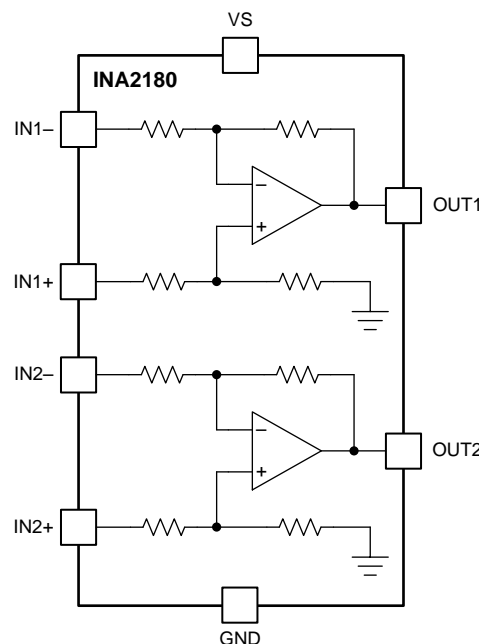 VS
INA2180
IN1–
−
OUT1
+
IN1+
IN2–
−
OUT2
+
IN2+
GND